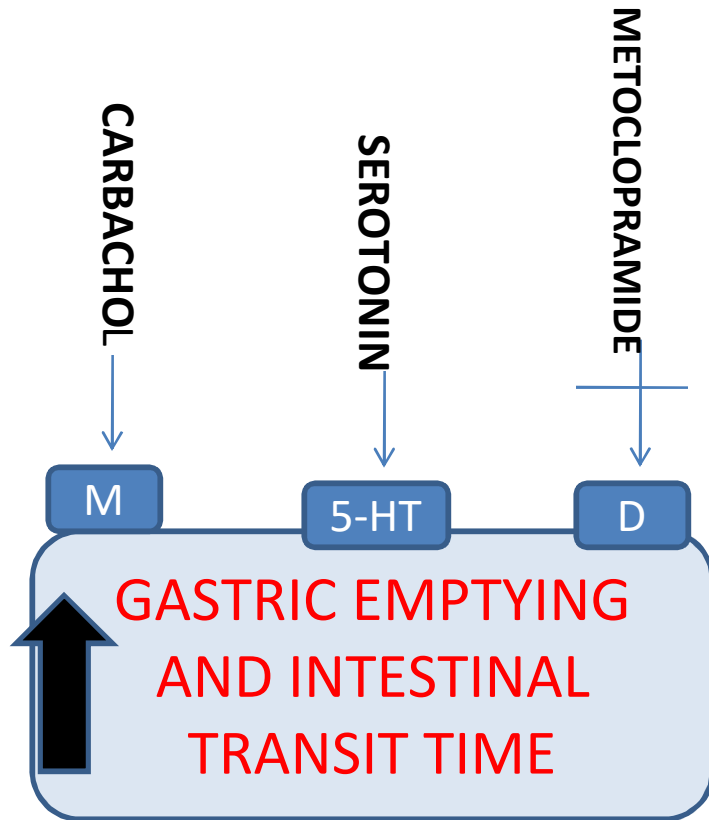 CARBACHOL
SEROTONIN
METOCLOPRAMIDE
M
5-HT
D
GASTRIC EMPTYING
AND INTESTINAL
TRANSIT TIME